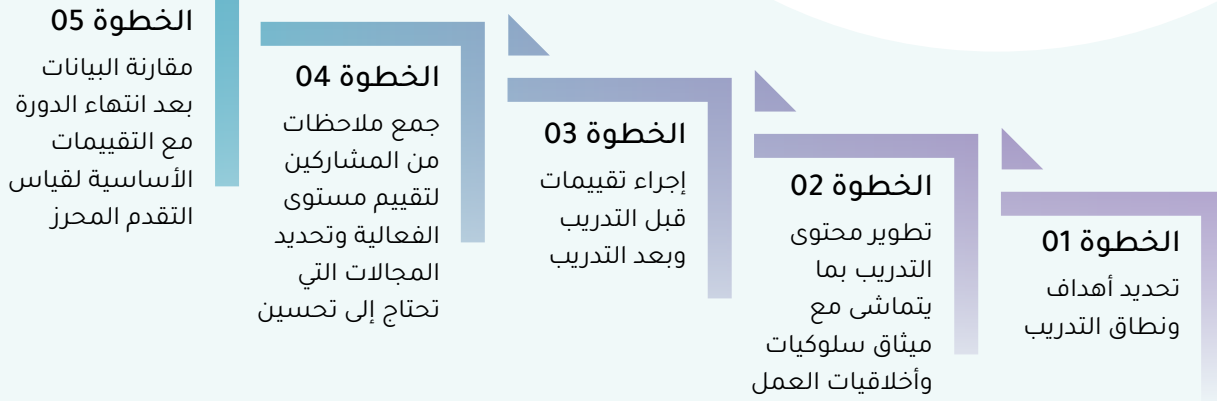 الخطوة 01
تحديد أهداف
ونطاق التدريب
الخطوة 02
تطوير محتوى
التدريب بما
يتماشى مع
ميثاق سلوكيات
وأخلاقيات العمل
الخطوة 03
إجراء تقييمات
قبل التدريب
وبعد التدريب
الخطوة 04
جمع ملاحظات
من المشاركين
لتقييم مستوى
الفعالية وتحديد
المجالات التي
تحتاج إلى تحسين
الخطوة 05
مقارنة البيانات
بعد انتهاء الدورة
مع التقييمات
الأساسية لقياس
التقدم المحرز